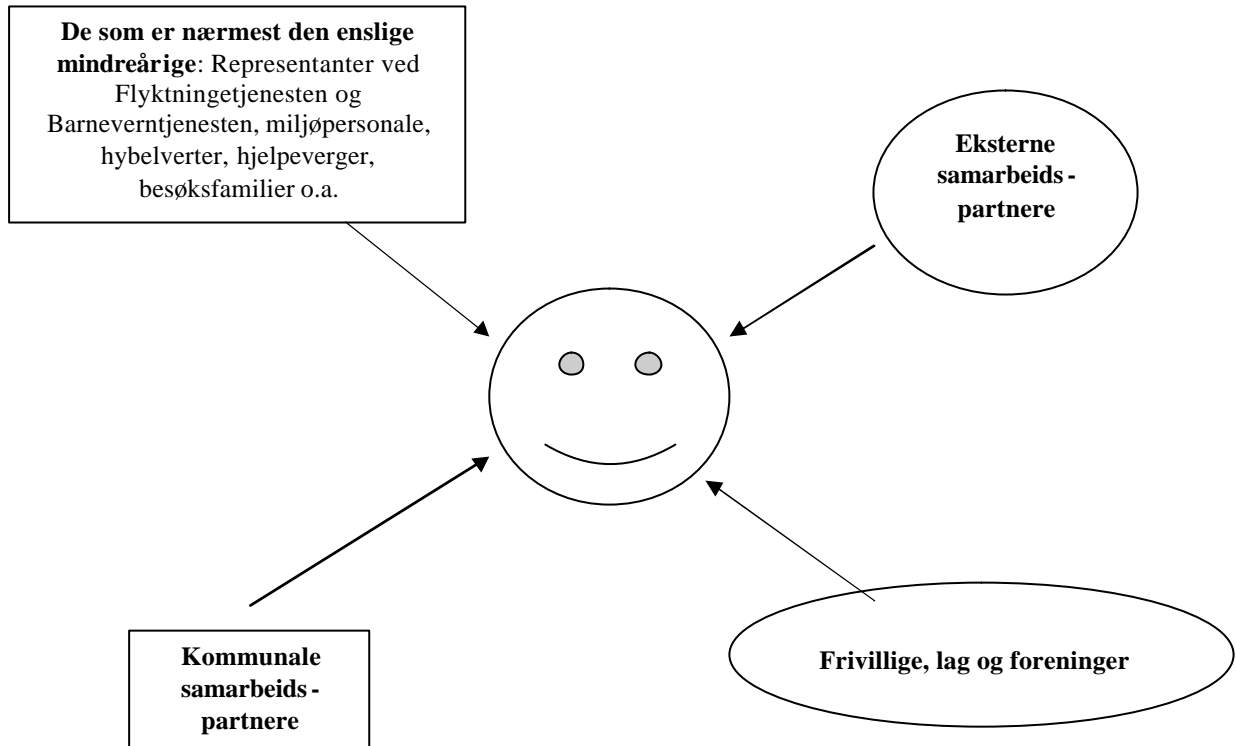 De som er nærmest den enslige
mindreårige: Representanter ved
Flyktningetjenesten og
Barneverntjenesten, miljøpersonale,
hybelverter, hjelpeverger,
besøksfamilier o.a.
Eksterne
samarbeids-
partnere
Kommunale
samarbeids-
partnere
Frivillige, lag og foreninger